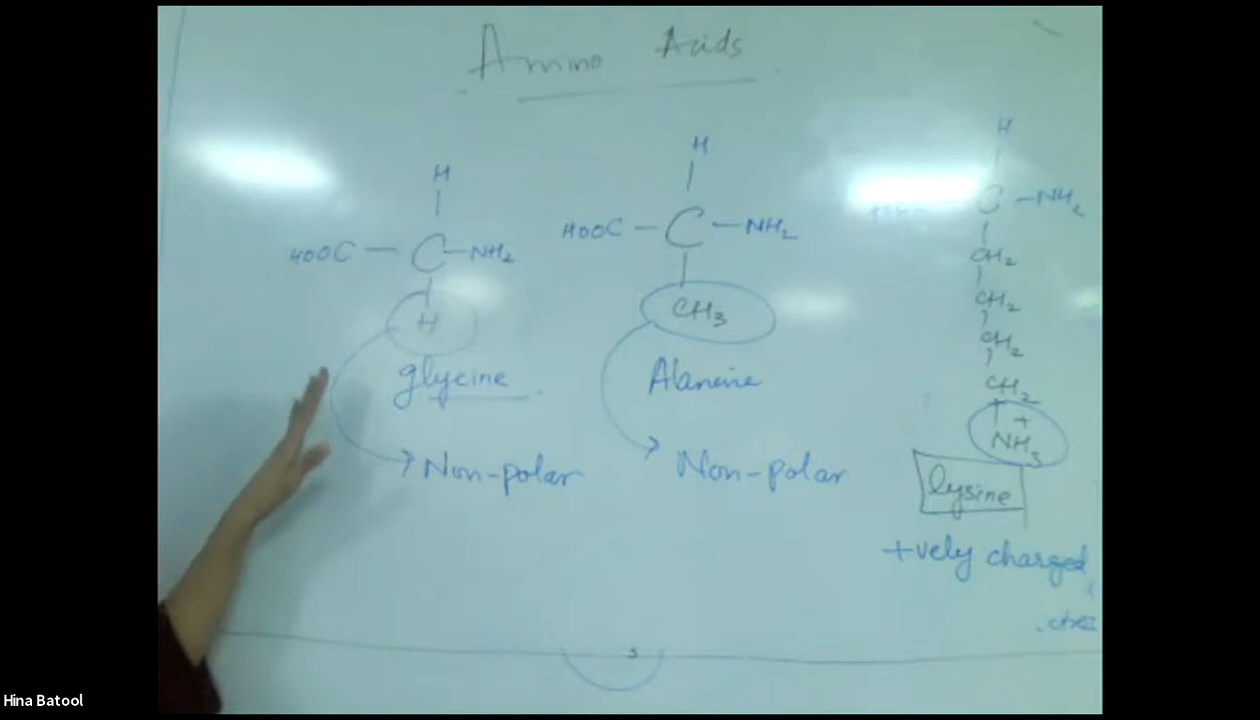 Amino Acids
H
HOOC — C — NH2
H
glycine
Non-polar
H
HOOC — C — NH2
CH3
Alaneine
Non-polar
H
C — NH2
CH2
CH2
CH2
CH2
+
NH3
lysine
+vely charged
Hina Batool